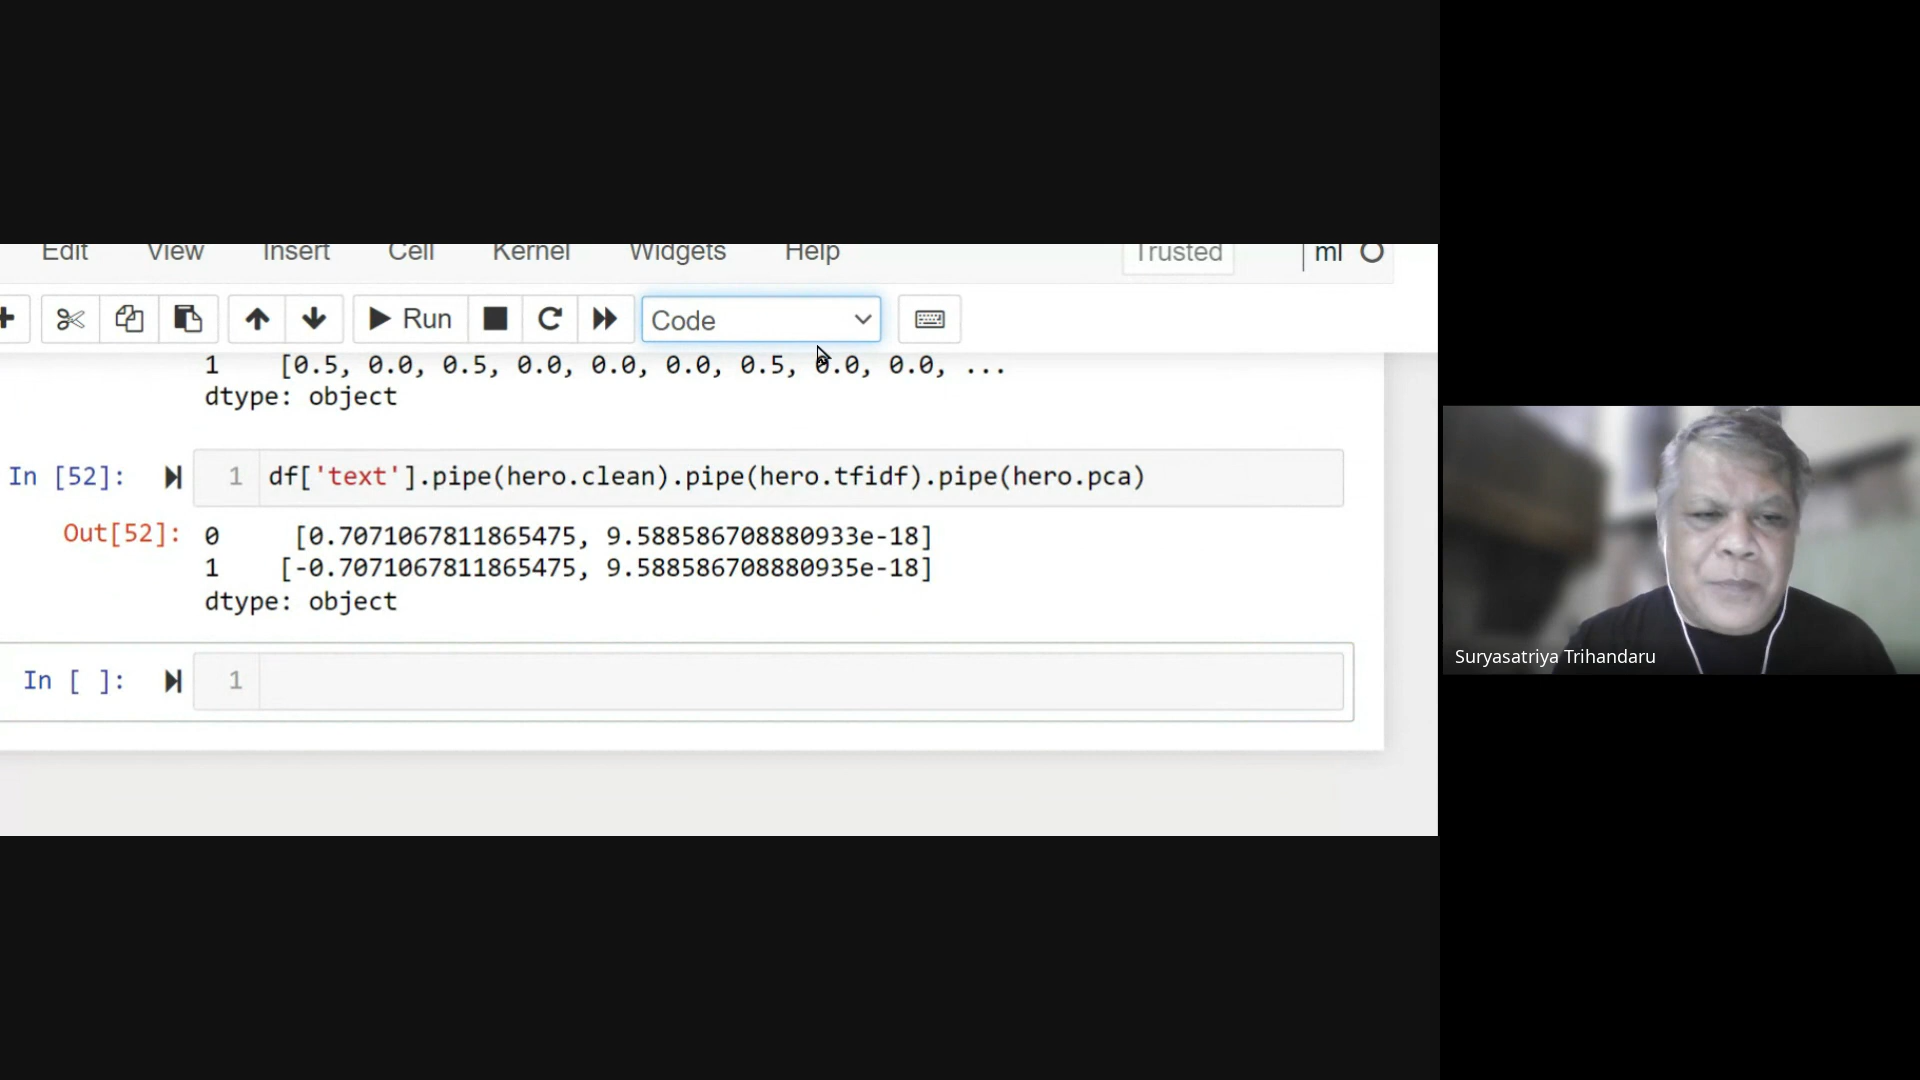 Edit View Insert Cell Kernel Widgets Help Trusted ml
Run Code
1 [0.5, 0.0, 0.5, 0.0, 0.0, 0.0, 0.5, 0.0, 0.0, ...
dtype: object
In [52]: 1 df['text'].pipe(hero.clean).pipe(hero.tfidf).pipe(hero.pca)
Out[52]: 0 [0.7071067811865475, 9.588586708880933e-18]
1 [-0.7071067811865475, 9.588586708880935e-18]
dtype: object
In [ ]: 1
Suryasatriya Trihandaru